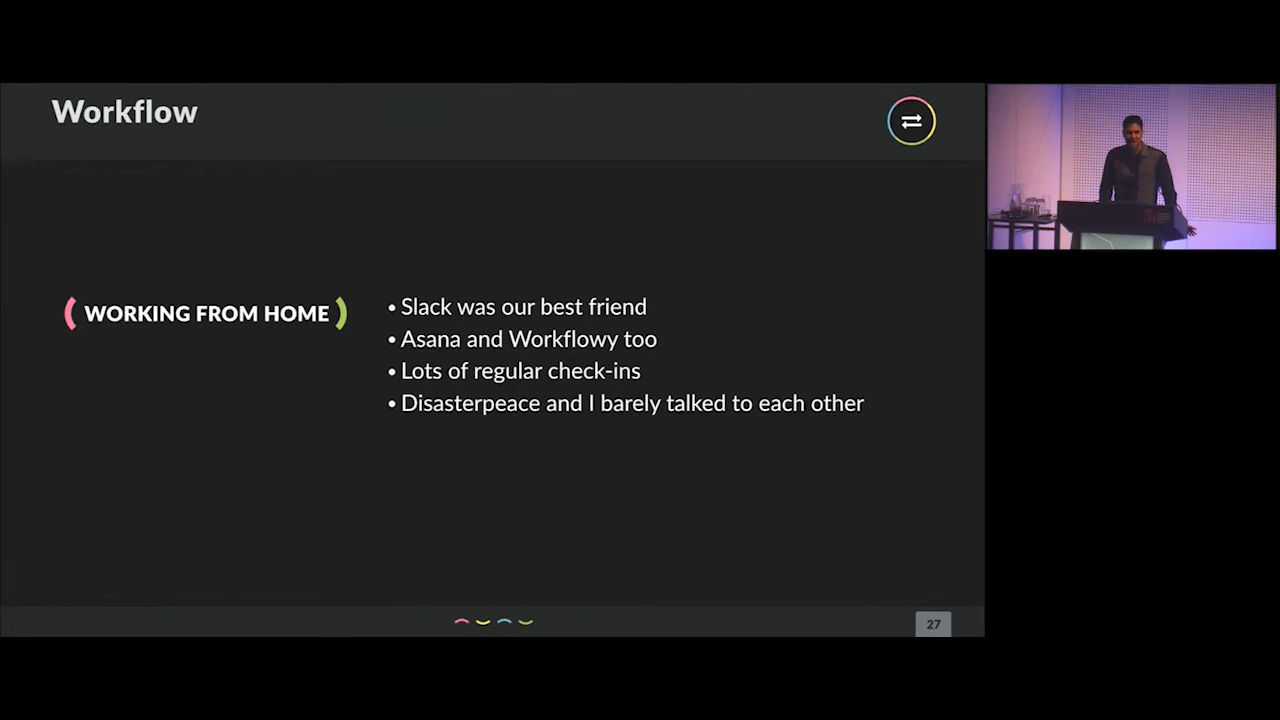 Workflow
WORKING FROM HOME
• Slack was our best friend
• Asana and Workflowy too
• Lots of regular check-ins
• Disasterpeace and I barely talked to each other
27